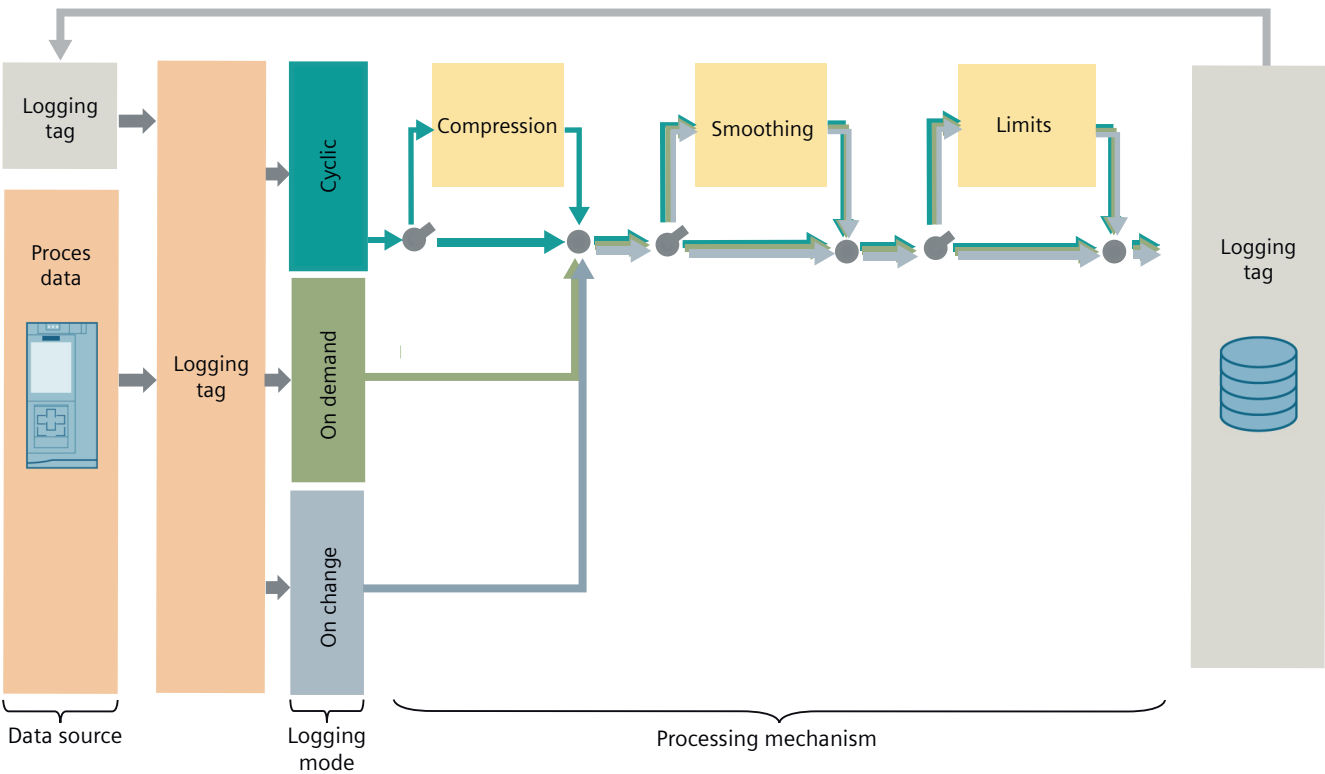 Logging
tag
Proces
data
Logging
tag
Cyclic
On demand
On change
Compression
Smoothing
Limits
Logging
tag
Data source
Logging
mode
Processing mechanism